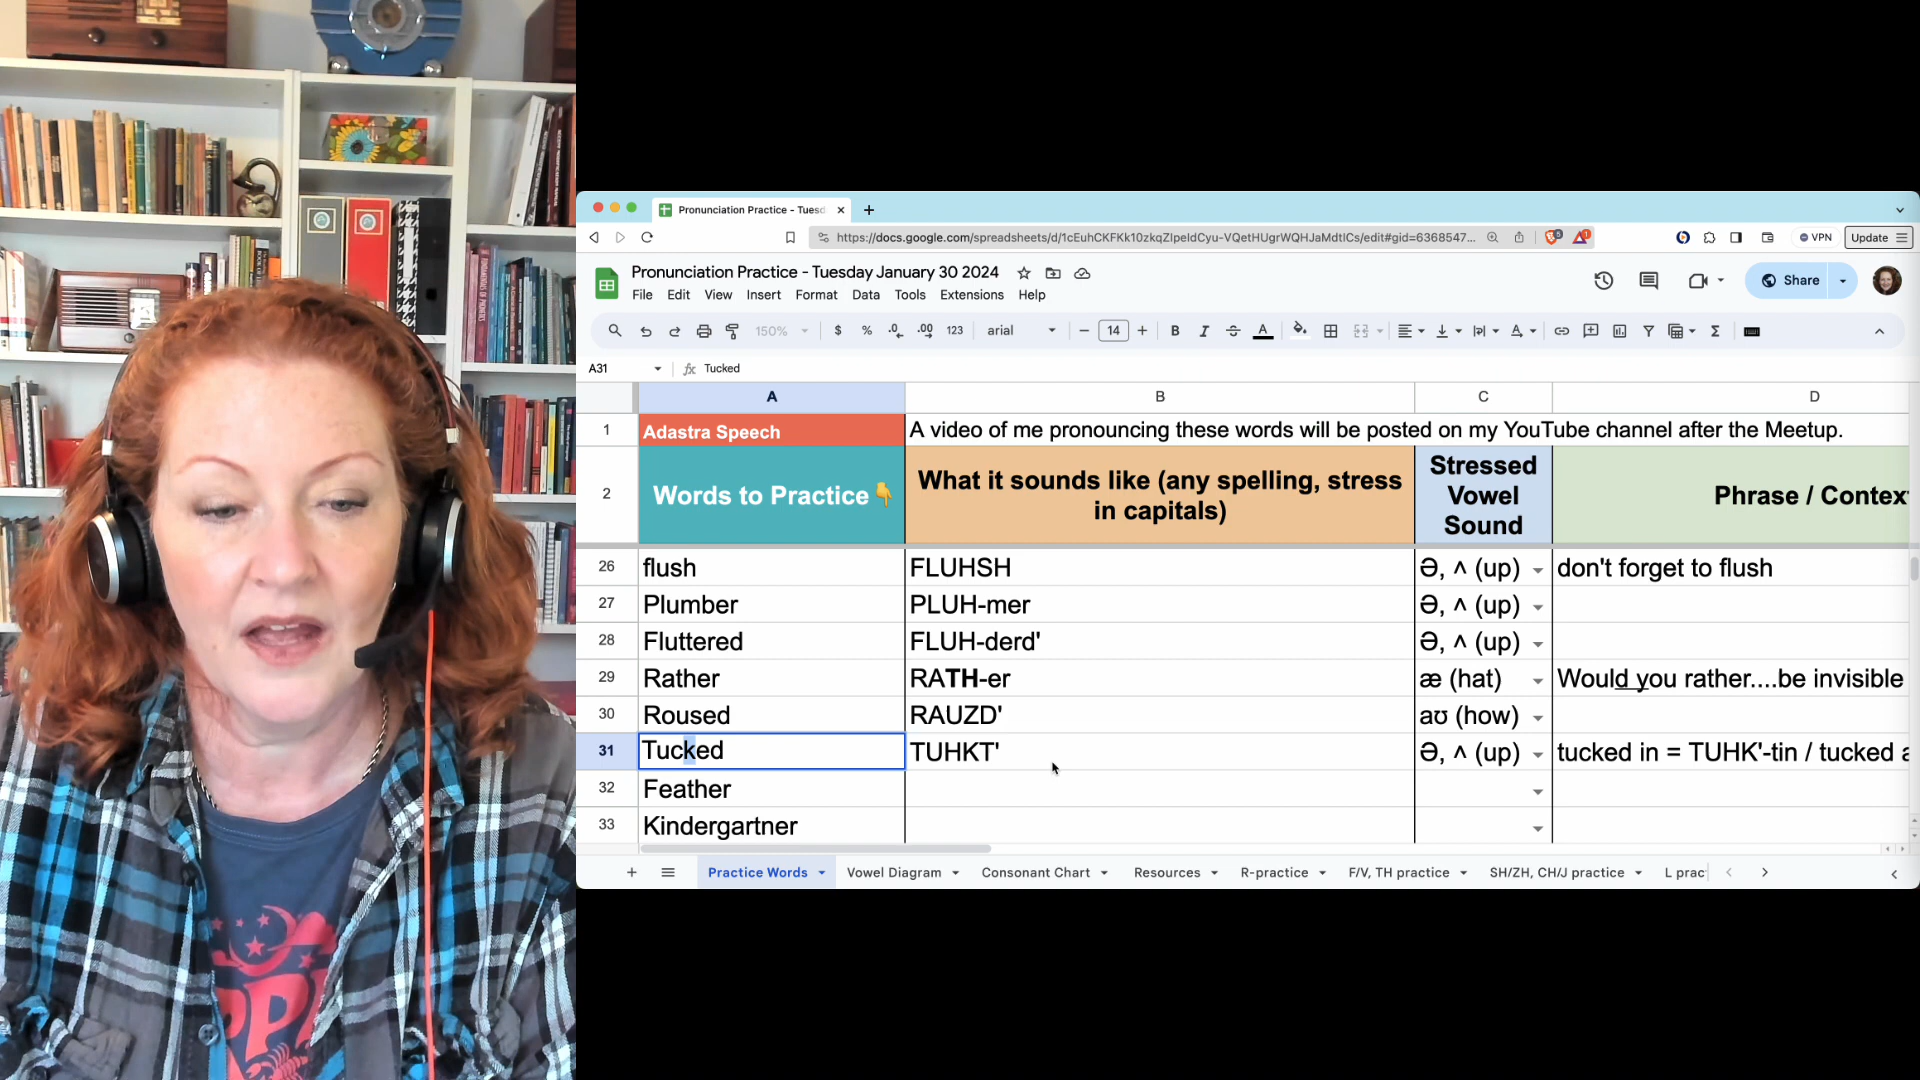 Pronunciation Practice - Tuesd
https://docs.google.com/spreadsheets/d/1cEuhCKFKk10zkqZIpeIdCyu-VQetHUgrWQHJaMdtICs/edit#gid=6368547...
VPN
Update
Pronunciation Practice - Tuesday January 30 2024
File Edit View Insert Format Data Tools Extensions Help
Share
150% $ % .0 .00 123 arial - 14 + B I S A
A31 fx Tucked
A B C D
1 Adastra Speech A video of me pronouncing these words will be posted on my YouTube channel after the Meetup.
2 Words to Practice👇 What it sounds like (any spelling, stress in capitals) Stressed Vowel Sound Phrase / Contex
26 flush FLUHSH Ə, ʌ (up) don't forget to flush
27 Plumber PLUH-mer Ə, ʌ (up)
28 Fluttered FLUH-derd' Ə, ʌ (up)
29 Rather RATH-er æ (hat) Would you rather....be invisible
30 Roused RAUZD' aʊ (how)
31 Tucked TUHKT' Ə, ʌ (up) tucked in = TUHK'-tin / tucked a
32 Feather
33 Kindergartner
+ Practice Words Vowel Diagram Consonant Chart Resources R-practice F/V, TH practice SH/ZH, CH/J practice L prac